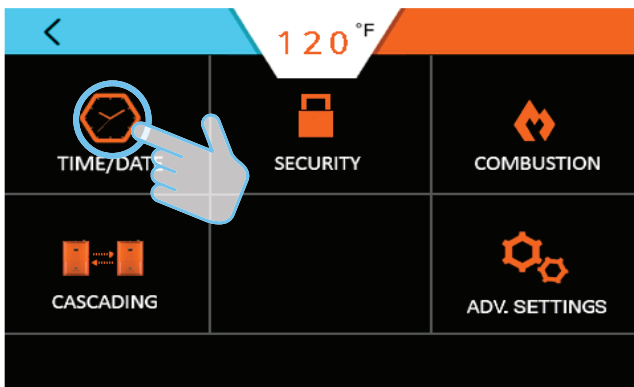 120°F
TIME/DATE
SECURITY
COMBUSTION
CASCADING
ADV. SETTINGS